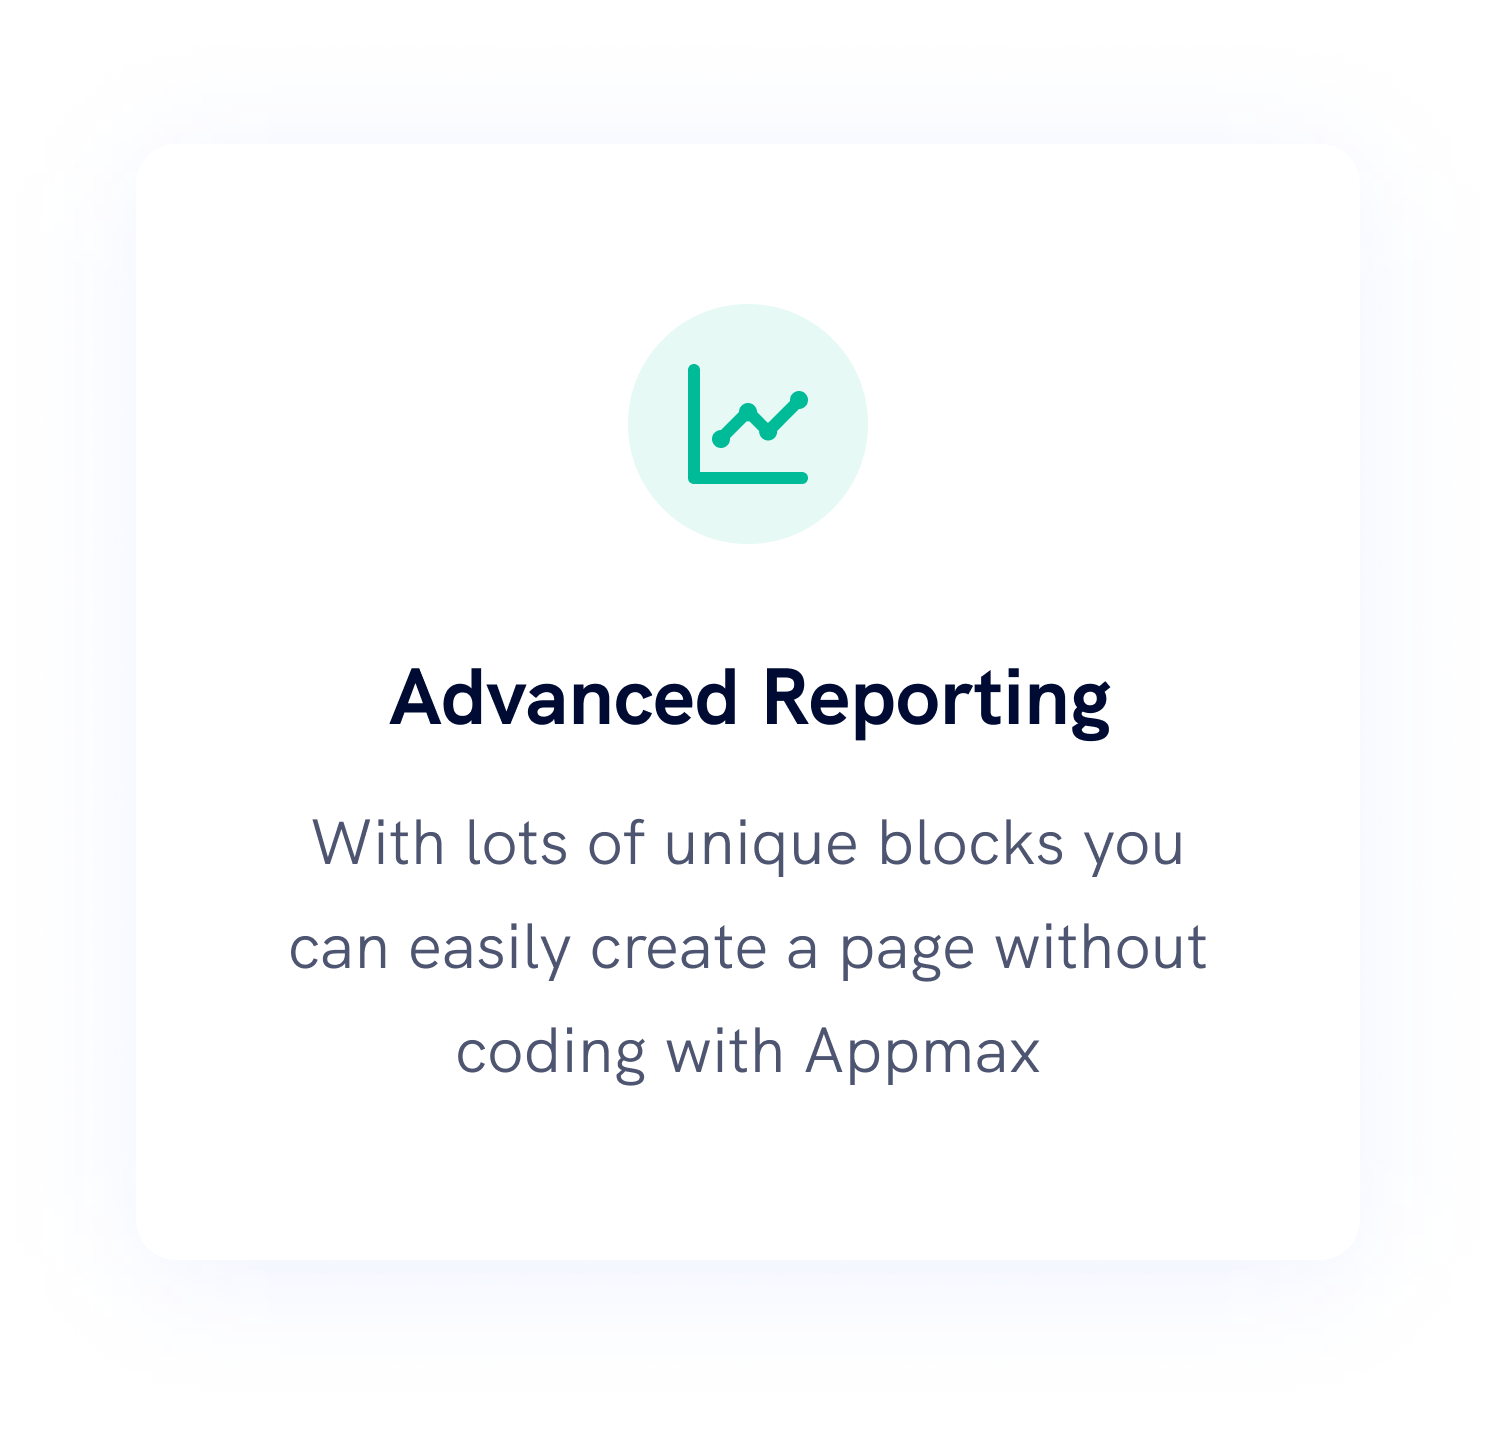 Advanced Reporting
With lots of unique blocks you
can easily create a page without
coding with Appmax